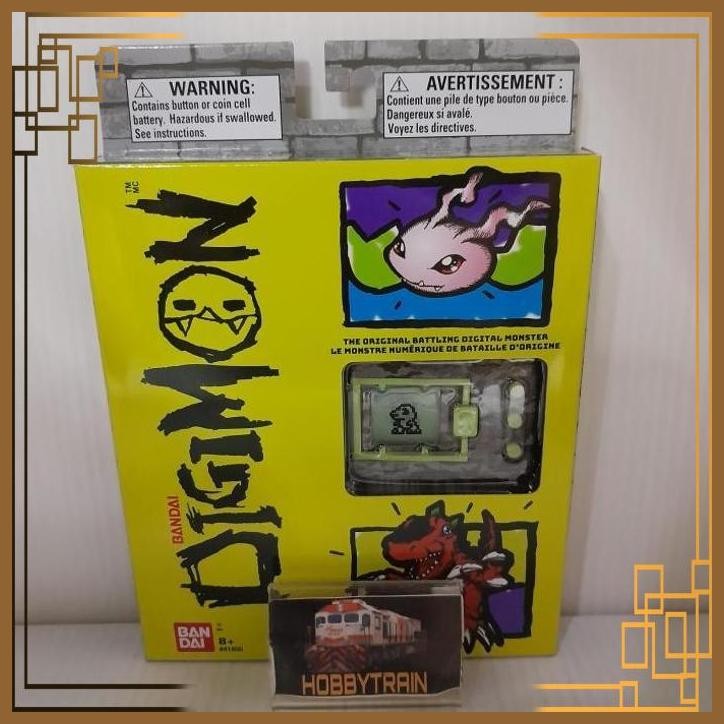 WARNING:
Contains button or coin cell
battery. Hazardous if swallowed.
See instructions.
AVERTISSEMENT :
Contient une pile de type bouton ou pièce.
Dangereux si avalé.
Voyez les directives.
TM
MC
DIGIMON
THE ORIGINAL BATTLING DIGITAL MONSTER
LE MONSTRE NUMÉRIQUE DE BATAILLE D'ORIGINE
BANDAI
BAN
DAI
8+
HOBBYTRAIN